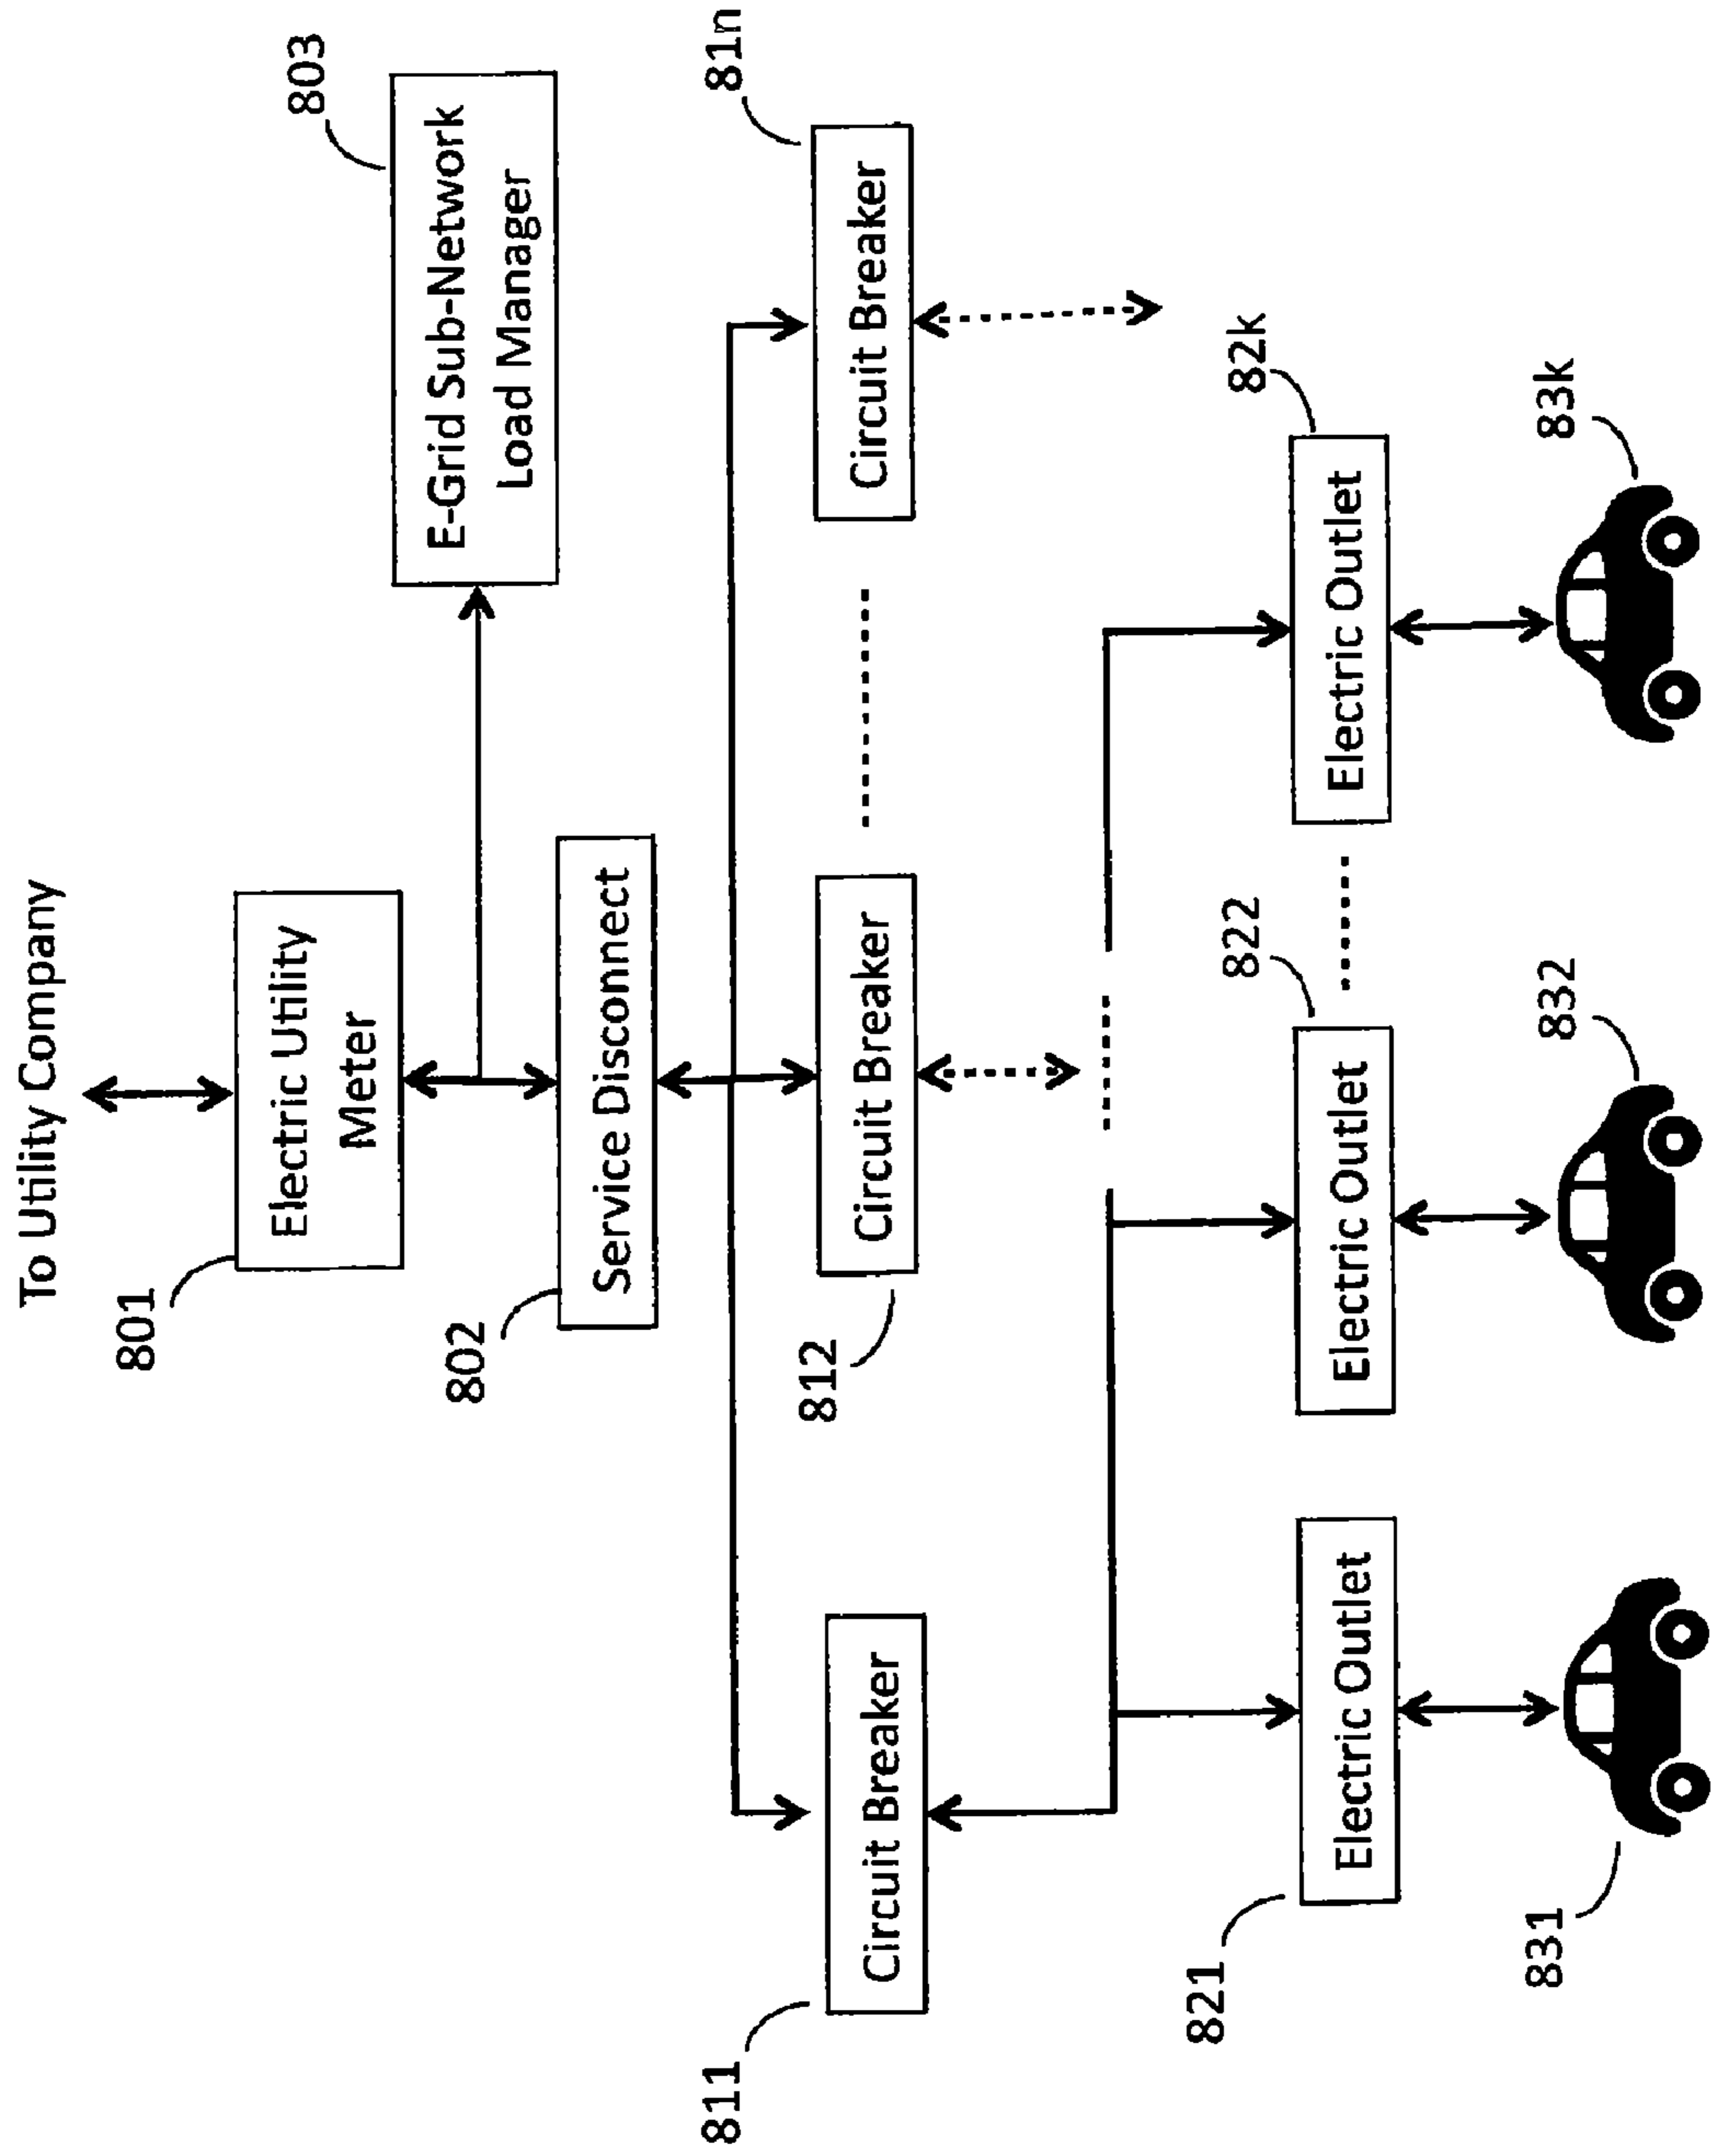 To Utility Company
801
Electric Utility
Meter
803
E-Grid Sub-Network
Load Manager
802
Service Disconnect
811
Circuit Breaker
812
Circuit Breaker
81n
Circuit Breaker
821
Electric Outlet
822
Electric Outlet
82k
Electric Outlet
831
832
83k